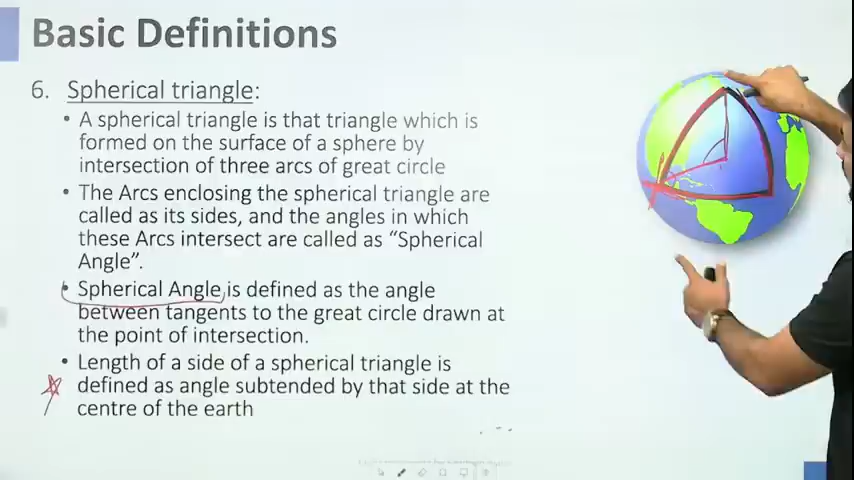 Basic Definitions
6. Spherical triangle:
• A spherical triangle is that triangle which is
formed on the surface of a sphere by
intersection of three arcs of great circle
• The Arcs enclosing the spherical triangle are
called as its sides, and the angles in which
these Arcs intersect are called as “Spherical
Angle”.
• Spherical Angle is defined as the angle
between tangents to the great circle drawn at
the point of intersection.
• Length of a side of a spherical triangle is
defined as angle subtended by that side at the
centre of the earth